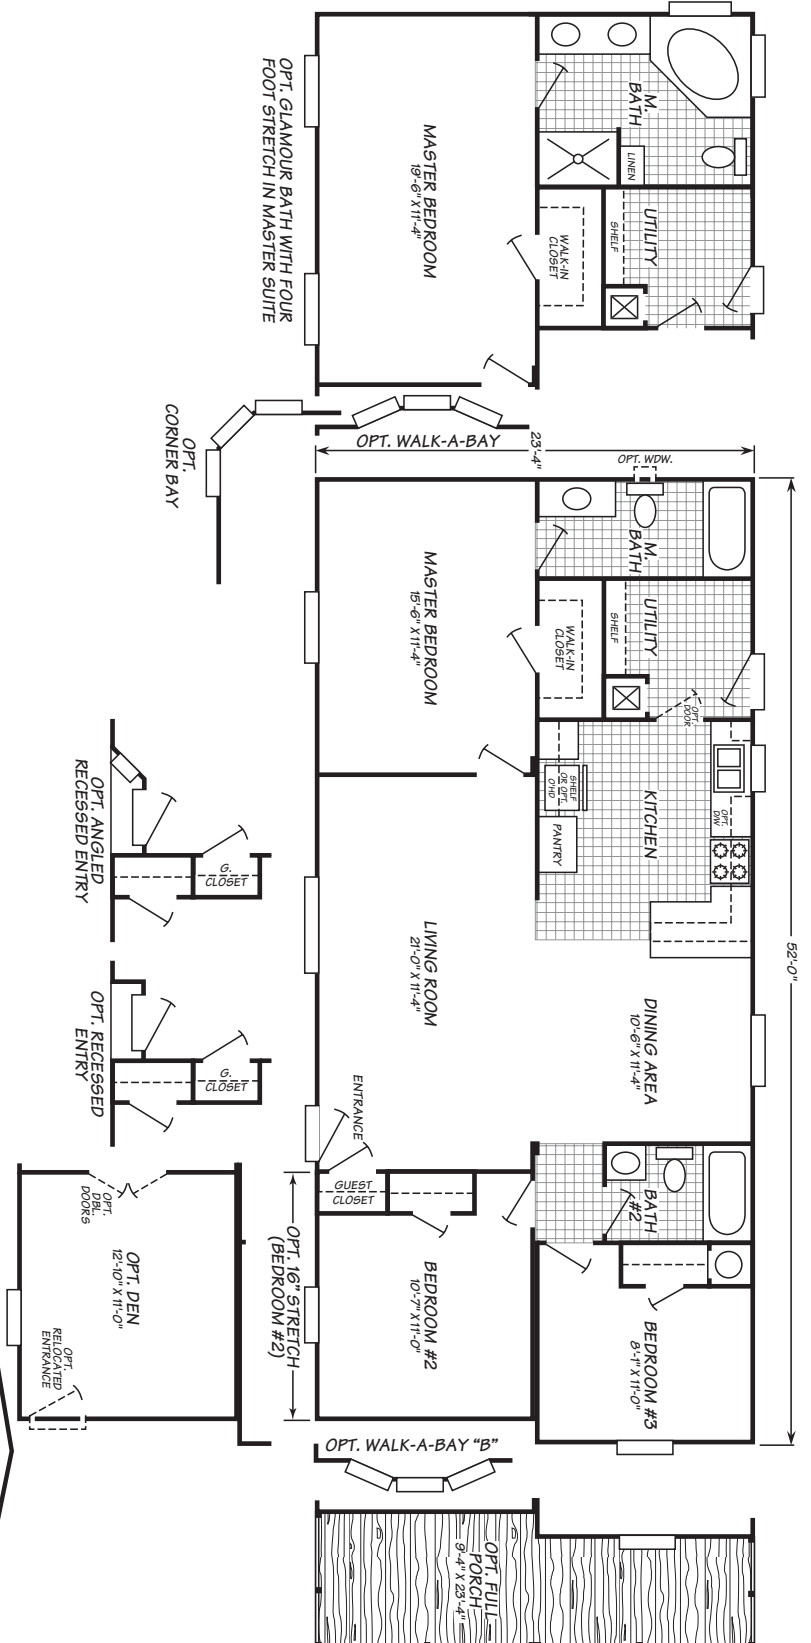 M.
BATH
LINEN
UTILITY
SHELF
WALK-IN
CLOSET
MASTER BEDROOM
19'-6" X 11'-4"
OPT. GLAMOUR BATH WITH FOUR
FOOT STRETCH IN MASTER SUITE
OPT.
CORNER BAY
OPT. WALK-A-BAY
23'-4"
OPT. WDW.
52'-0"
M.
BATH
UTILITY
SHELF
WALK-IN
CLOSET
MASTER BEDROOM
15'-6" X 11'-4"
OPT.
DOOR
KITCHEN
OPT.
D/W
SHELF
OR OPT.
O'HD
PANTRY
LIVING ROOM
21'-0" X 11'-4"
DINING AREA
10'-6" X 11'-4"
ENTRANCE
GUEST
CLOSET
BATH
#2
BEDROOM #2
10'-7" X 11'-0"
BEDROOM #3
8'-1" X 11'-0"
OPT. 16" STRETCH
(BEDROOM #2)
OPT. ANGLED
RECESSED ENTRY
G.
CLOSET
OPT. RECESSED
ENTRY
G.
CLOSET
OPT.
DBL.
DOORS
OPT. DEN
12'-10" X 11'-0"
OPT.
RELOCATED
ENTRANCE
OPT. WALK-A-BAY "B"
OPT. FULL
PORCH
9'-4" X 23'-4"